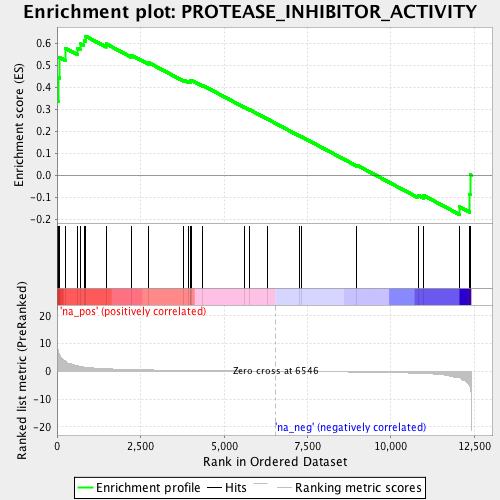 Enrichment plot: PROTEASE_INHIBITOR_ACTIVITY
Enrichment score (ES)
0.6
0.5
0.4
0.3
0.2
0.1
0.0
-0.1
-0.2
'na_pos' (positively correlated)
Ranked list metric (PreRanked)
20
10
0
-10
-20
Zero cross at 6546
'na_neg' (negatively correlated)
0 2,500 5,000 7,500 10,000 12,500
Rank in Ordered Dataset
Enrichment profile Hits Ranking metric scores